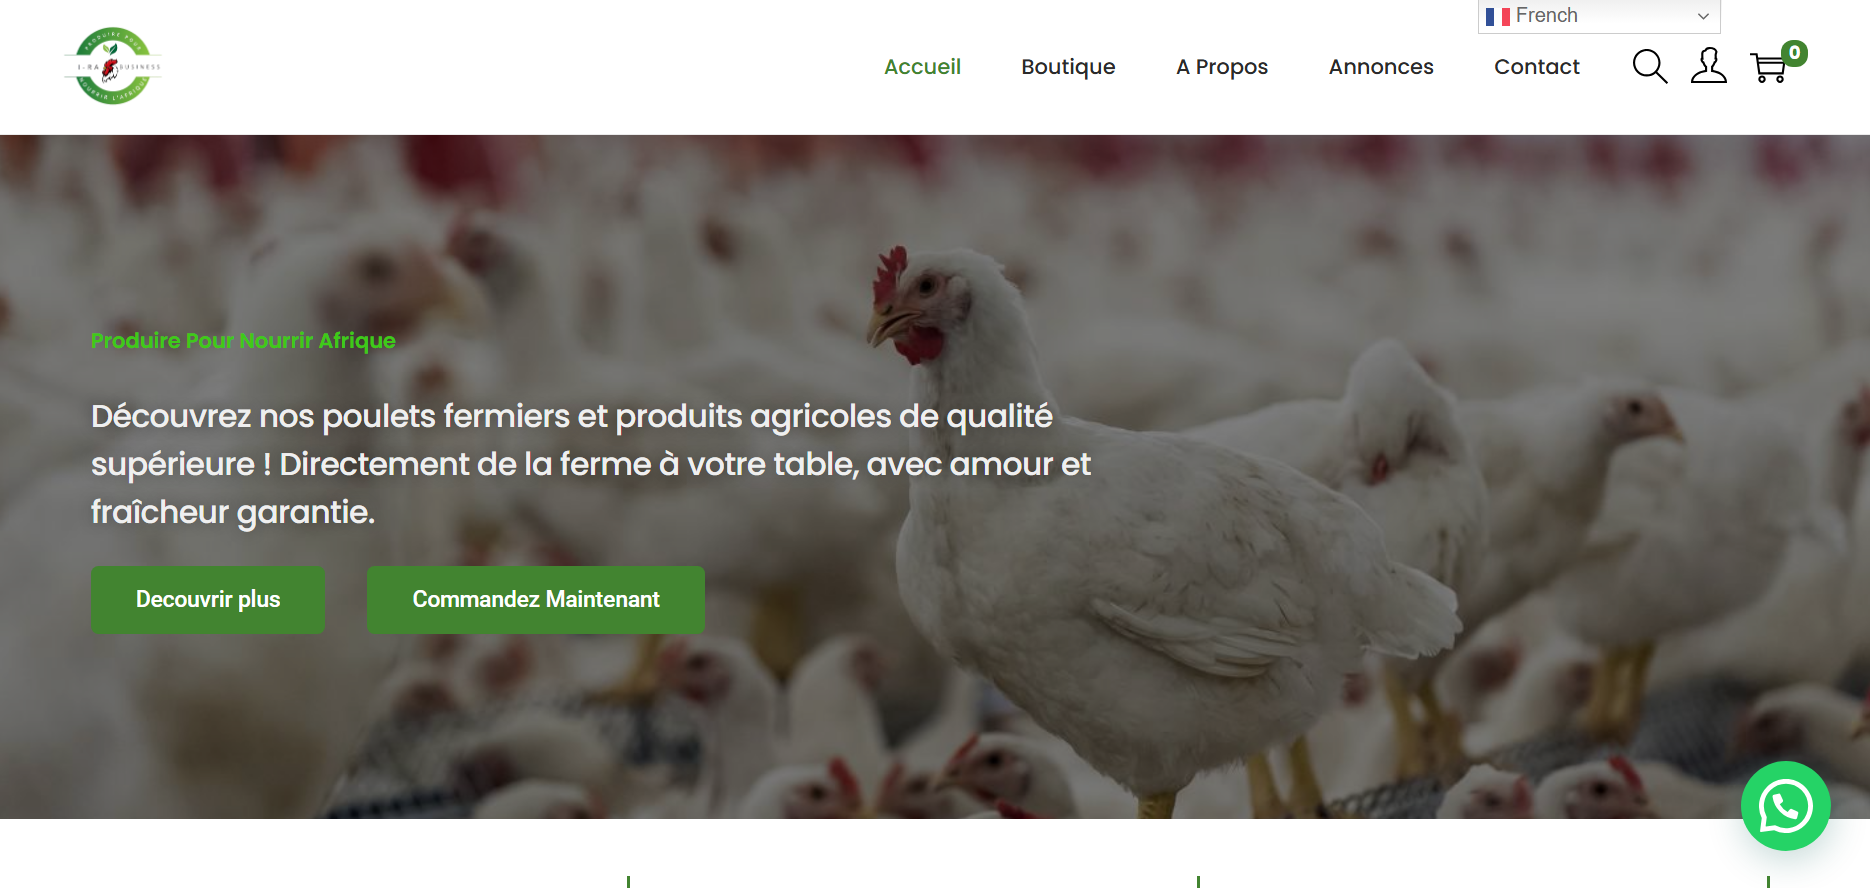 PRODUIRE POUR
I-RA BUSINESS
NOURRIR L'AFRIQUE
French
Accueil
Boutique
A Propos
Annonces
Contact
0
Produire Pour Nourrir Afrique
Découvrez nos poulets fermiers et produits agricoles de qualité
supérieure ! Directement de la ferme à votre table, avec amour et
fraîcheur garantie.
Decouvrir plus
Commandez Maintenant